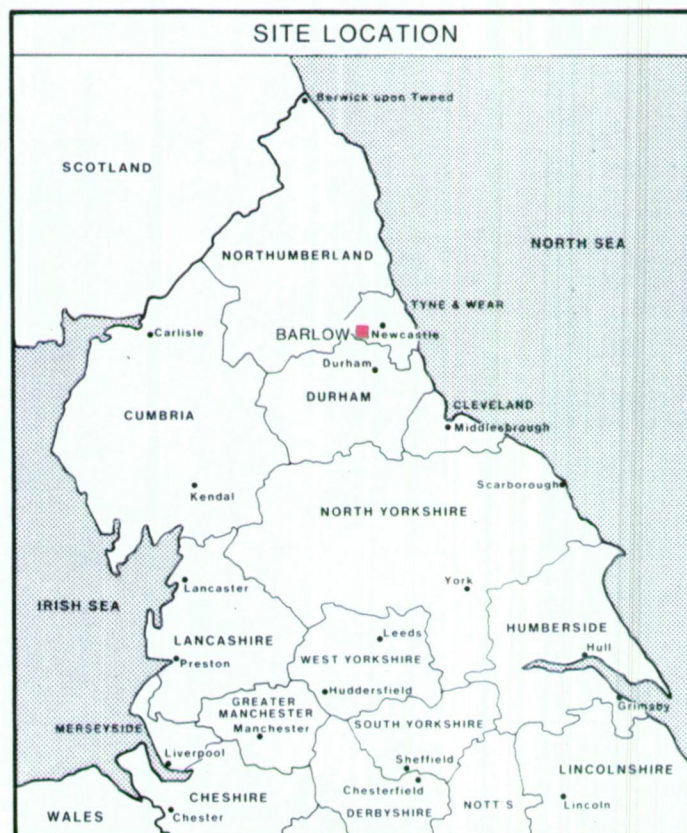 SITE LOCATION
Berwick upon Tweed
SCOTLAND
NORTH SEA
NORTHUMBERLAND
TYNE & WEAR
Carlisle
BARLOW
Newcastle
Durham
DURHAM
CLEVELAND
CUMBRIA
Middlesbrough
Kendal
Scarborough
NORTH YORKSHIRE
Lancaster
York
IRISH SEA
HUMBERSIDE
LANCASHIRE
Leeds
Hull
WEST YORKSHIRE
Preston
Huddersfield
GREATER
MANCHESTER
Grimsby
SOUTH YORKSHIRE
MERSEYSIDE
Manchester
Liverpool
Sheffield
LINCOLNSHIRE
CHESHIRE
Chesterfield
NOTT S
Lincoln
WALES
Chester
DERBYSHIRE